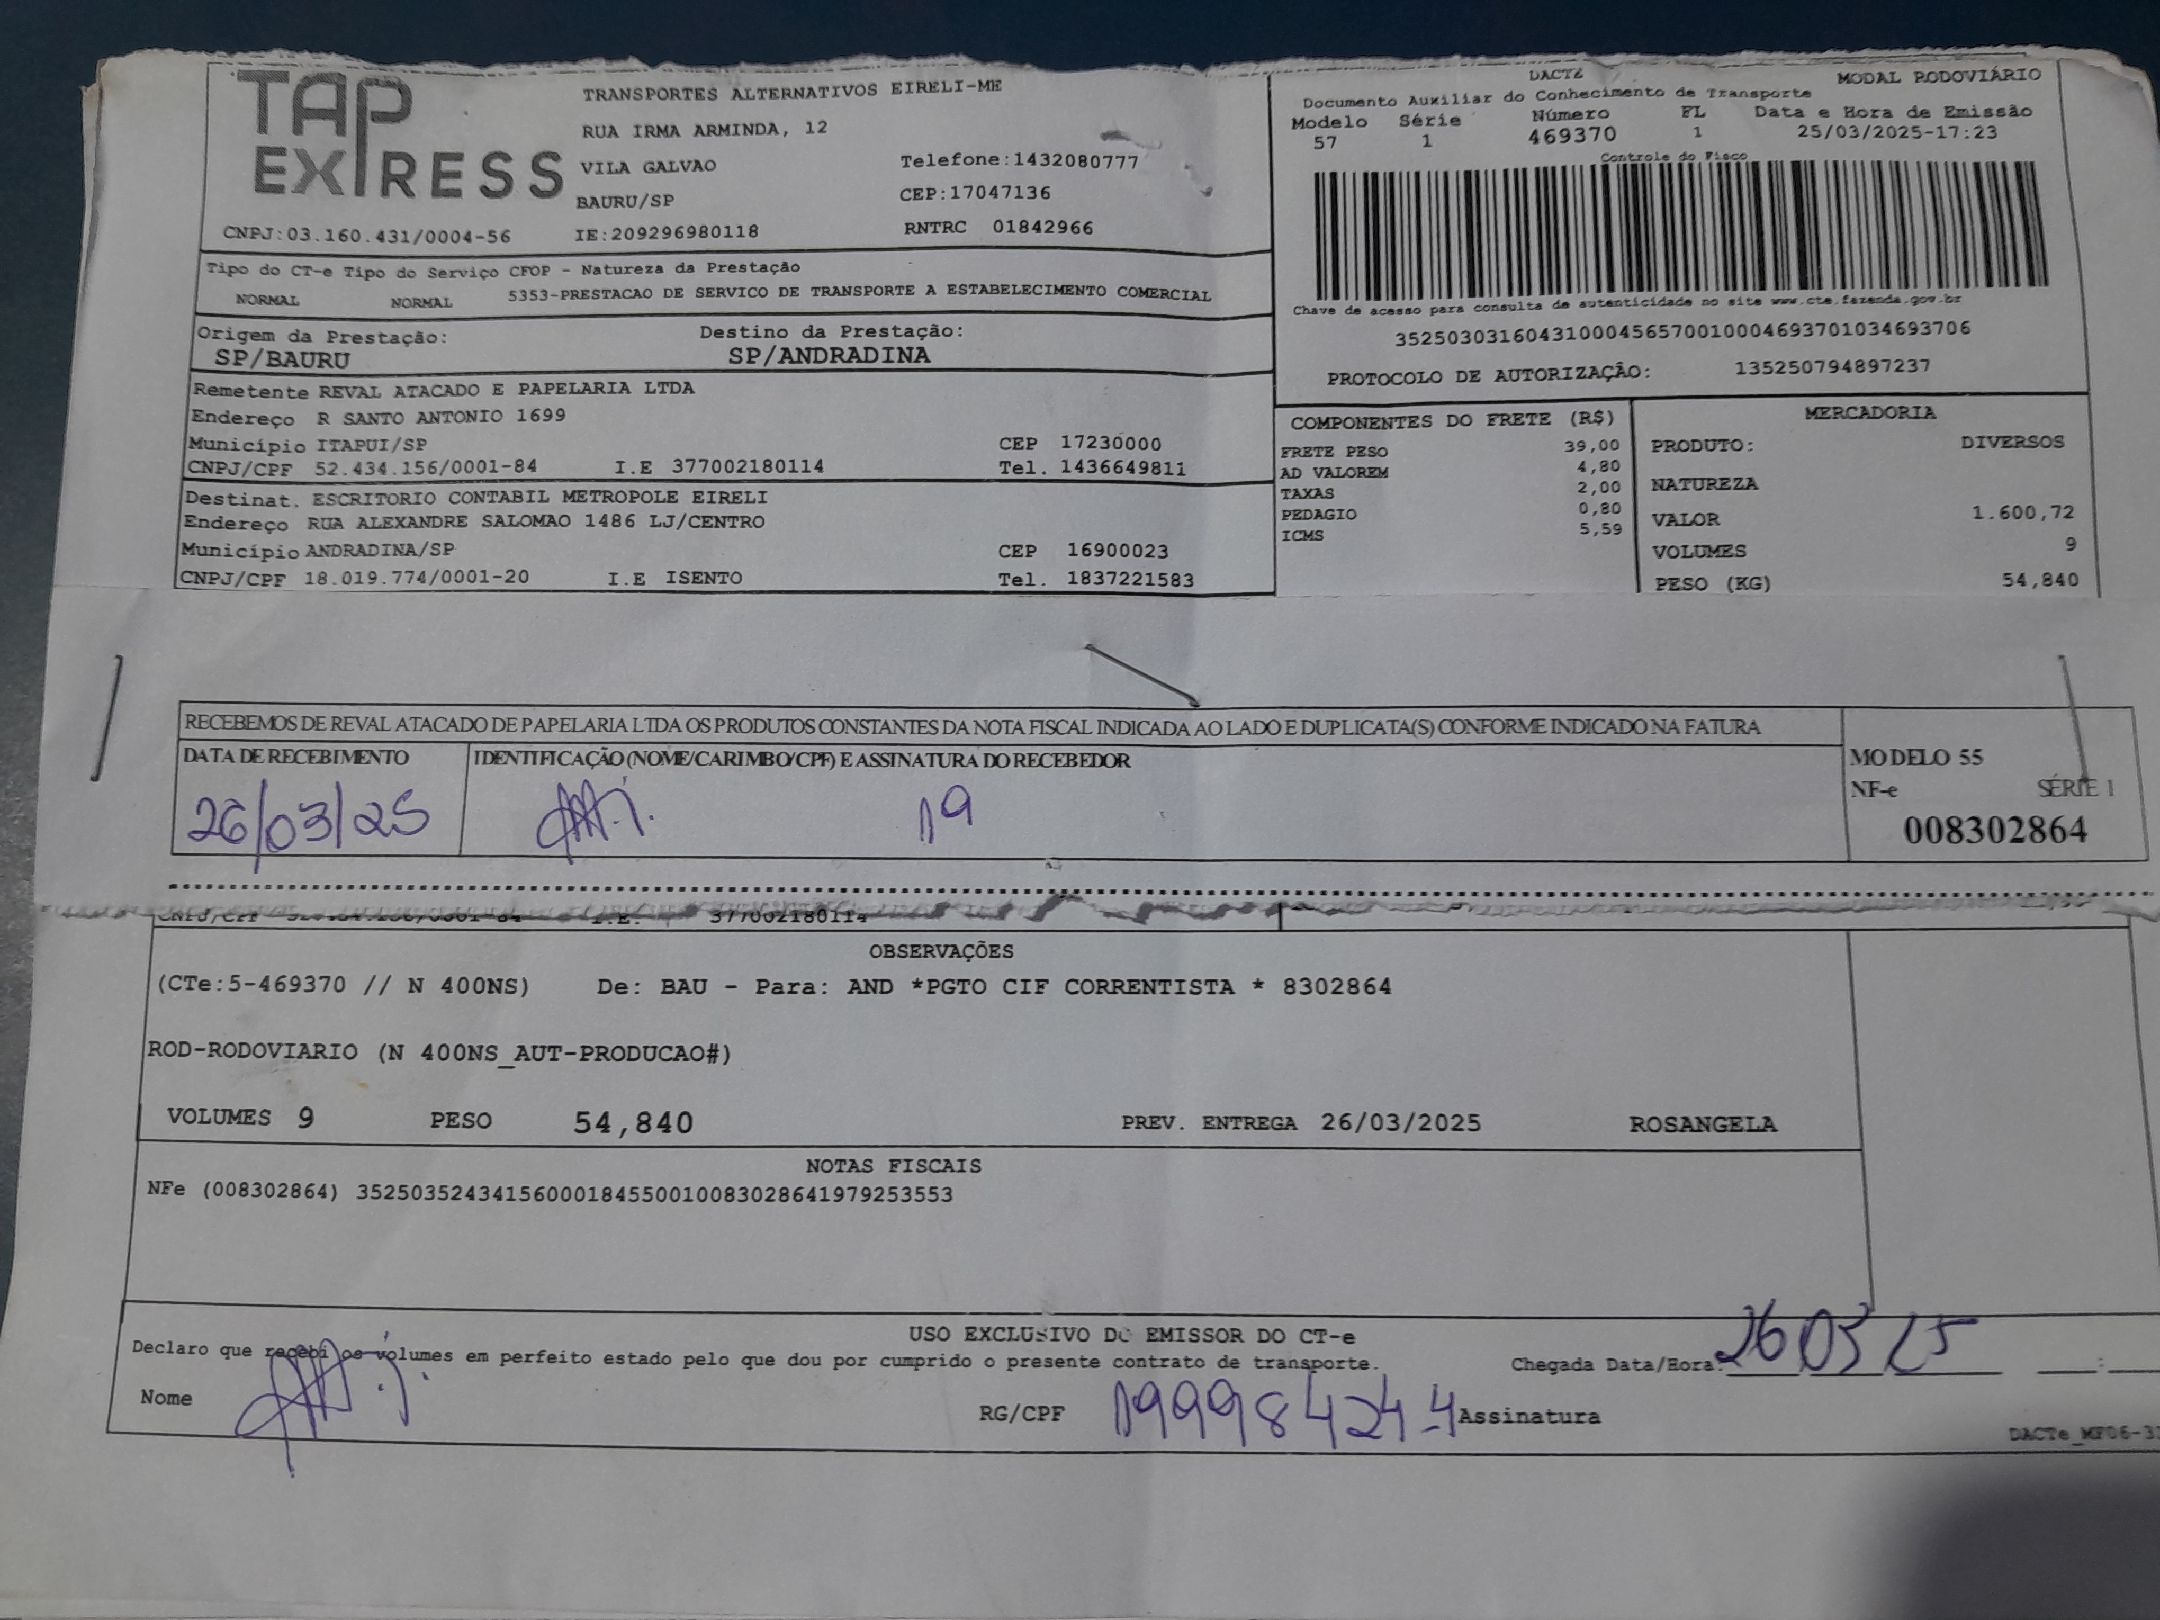 TAP EXPRESS
TRANSPORTES ALTERNATIVOS EIRELI-ME
RUA IRMA ARMINDA, 12
VILA GALVAO Telefone:1432080777
BAURU/SP CEP:17047136
CNPJ:03.160.431/0004-56 IE:209296980118 RNTRC 01842966
DACTE MODAL RODOVIÁRIO
Documento Auxiliar do Conhecimento de Transporte
Modelo Série Número FL Data e Hora de Emissão
57 1 469370 1 25/03/2025-17:23
Controle do Fisco
Chave de acesso para consulta de autenticidade no site www.cte.fazenda.gov.br
35250303160431000456570010004693701034693706
PROTOCOLO DE AUTORIZAÇÃO: 135250794897237
Tipo do CT-e Tipo do Serviço CFOP - Natureza da Prestação
NORMAL NORMAL 5353-PRESTACAO DE SERVICO DE TRANSPORTE A ESTABELECIMENTO COMERCIAL
Origem da Prestação: Destino da Prestação:
SP/BAURU SP/ANDRADINA
Remetente REVAL ATACADO E PAPELARIA LTDA
Endereço R SANTO ANTONIO 1699
Município ITAPUI/SP CEP 17230000
CNPJ/CPF 52.434.156/0001-84 I.E 377002180114 Tel. 1436649811
Destinat. ESCRITORIO CONTABIL METROPOLE EIRELI
Endereço RUA ALEXANDRE SALOMAO 1486 LJ/CENTRO
Município ANDRADINA/SP CEP 16900023
CNPJ/CPF 18.019.774/0001-20 I.E ISENTO Tel. 1837221583
COMPONENTES DO FRETE (R$)
FRETE PESO 39,00
AD VALOREM 4,80
TAXAS 2,00
PEDAGIO 0,80
ICMS 5,59
MERCADORIA
PRODUTO: DIVERSOS
NATUREZA
VALOR 1.600,72
VOLUMES 9
PESO (KG) 54,840
RECEBEMOS DE REVAL ATACADO DE PAPELARIA LTDA OS PRODUTOS CONSTANTES DA NOTA FISCAL INDICADA AO LADO E DUPLICATA(S) CONFORME INDICADO NA FATURA
DATA DE RECEBIMENTO IDENTIFICAÇÃO (NOME/CARIMBO/CPF) E ASSINATURA DO RECEBEDOR
26/03/25 19
MODELO 55
NF-e SÉRIE 1
008302864
CNPJ/CPF 52.434.156/0001-84 I.E. 377002180114
OBSERVAÇÕES
(CTe:5-469370 // N 400NS) De: BAU - Para: AND *PGTO CIF CORRENTISTA * 8302864
ROD-RODOVIARIO (N 400NS_AUT-PRODUCAO#)
VOLUMES 9 PESO 54,840 PREV. ENTREGA 26/03/2025 ROSANGELA
NOTAS FISCAIS
NFe (008302864) 35250352434156000184550010083028641979253553
USO EXCLUSIVO DO EMISSOR DO CT-e
Declaro que recebi os volumes em perfeito estado pelo que dou por cumprido o presente contrato de transporte. Chegada Data/Hora: 26 03 25
Nome RG/CPF 19998424-4 Assinatura